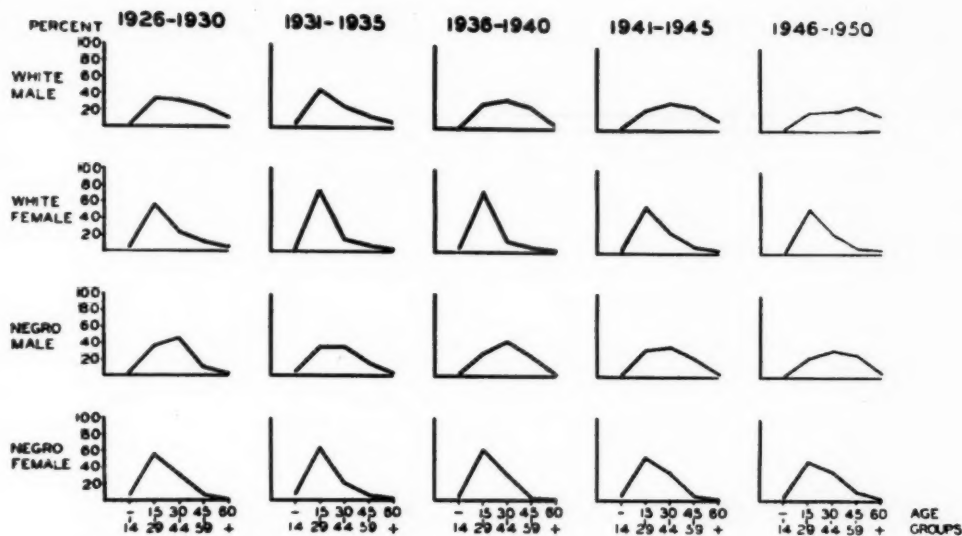 PERCENT 1926-1930 1931-1935 1936-1940 1941-1945 1946-1950
WHITE MALE
100
80
60
40
20
WHITE FEMALE
100
80
60
40
20
NEGRO MALE
100
80
60
40
20
NEGRO FEMALE
100
80
60
40
20
- 15 30 45 60 - 15 30 45 60 - 15 30 45 60 - 15 30 45 60 - 15 30 45 60 AGE
14 29 44 59 + 14 29 44 59 + 14 29 44 59 + 14 29 44 59 + 14 29 44 59 + GROUPS